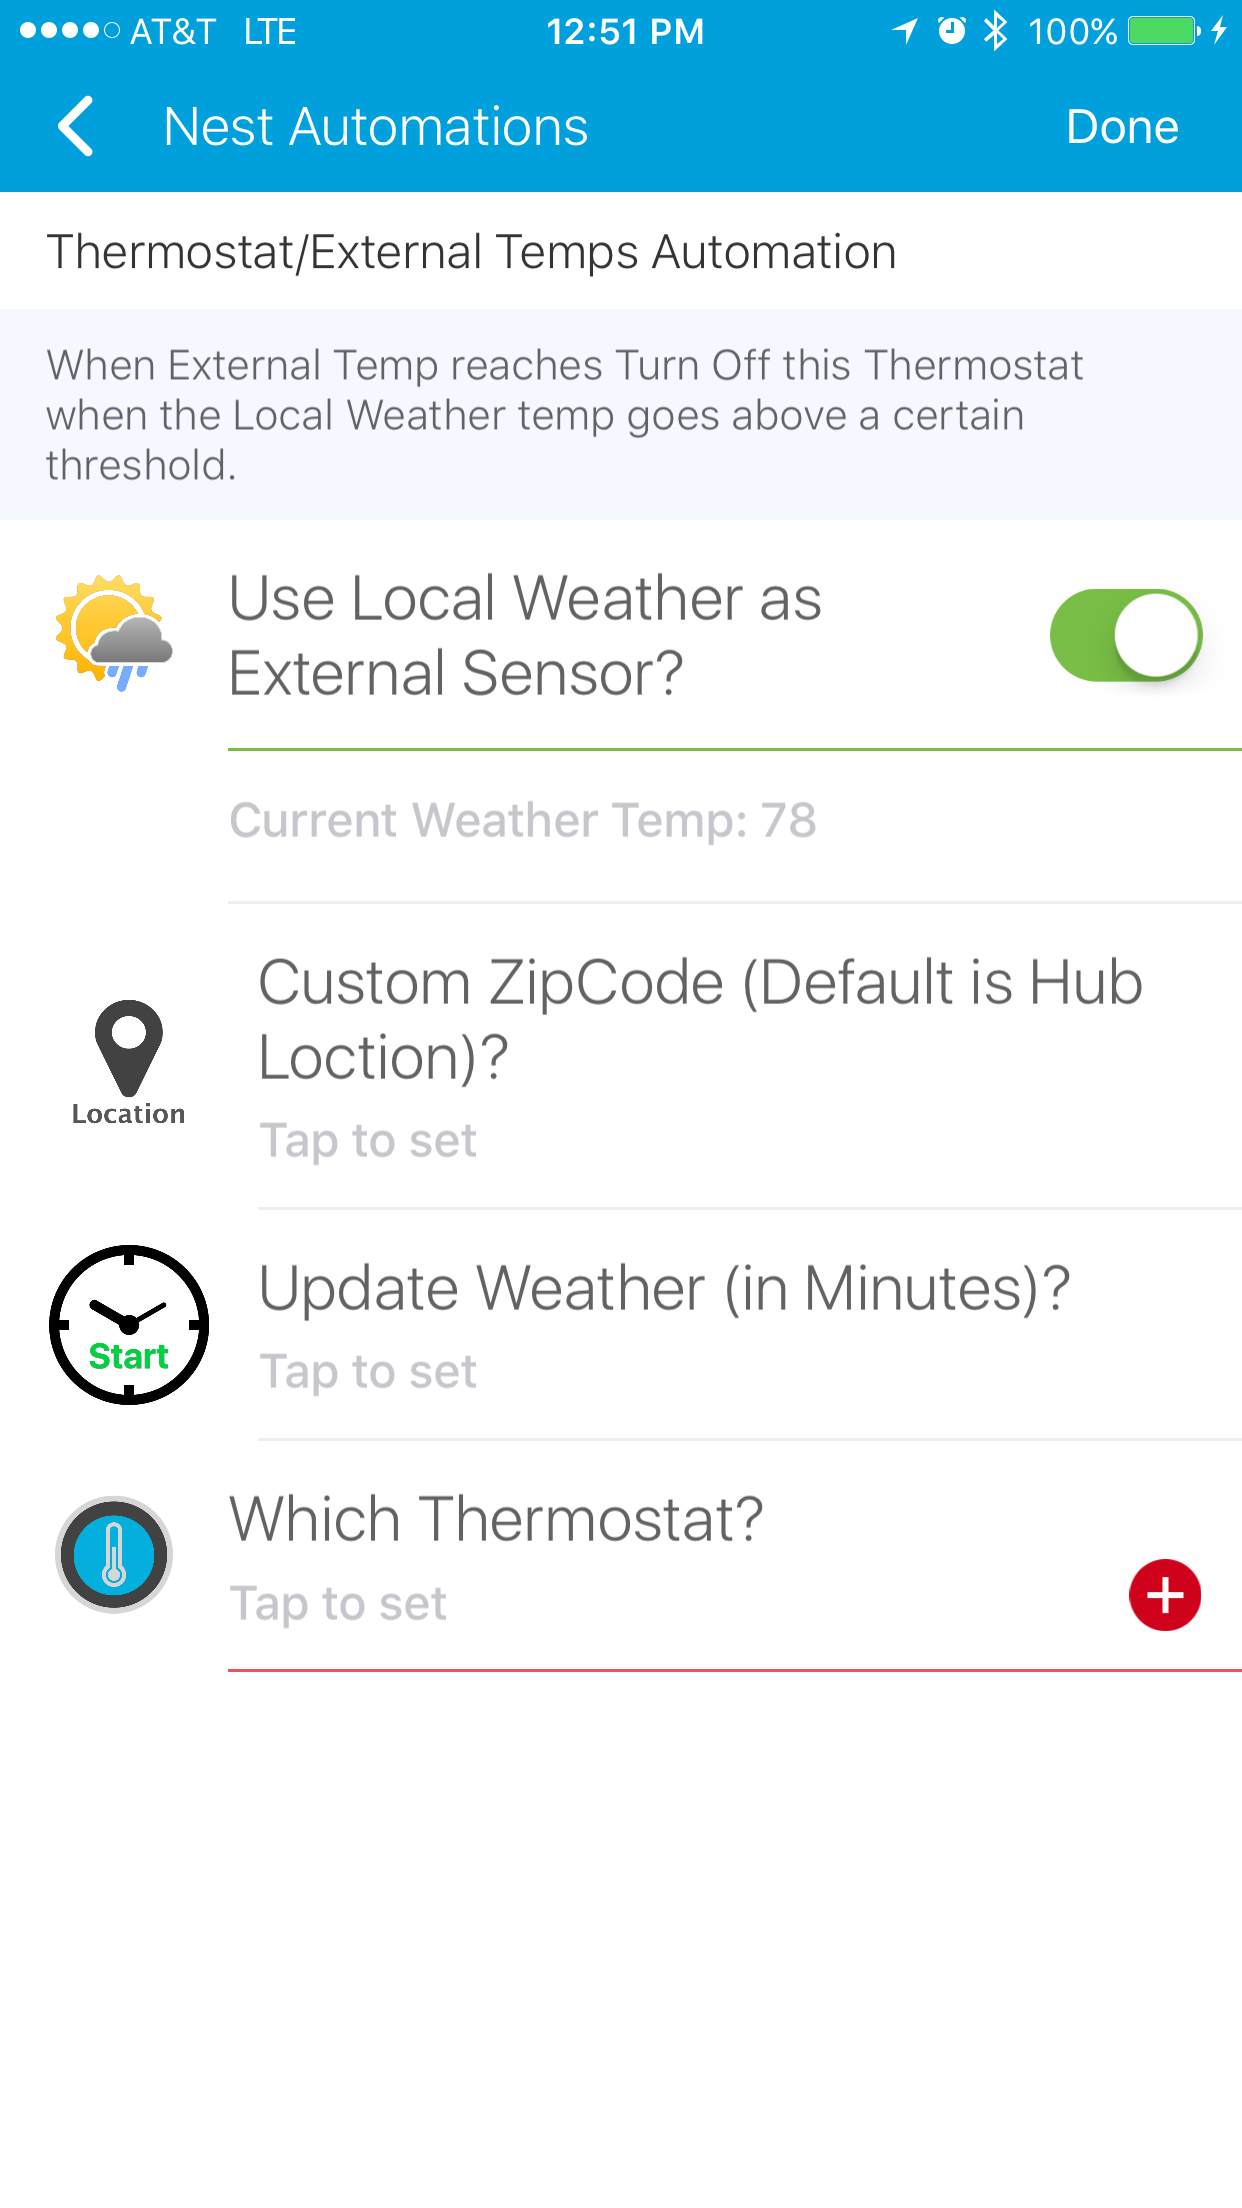 AT&T LTE 12:51 PM 100%
Nest Automations Done
Thermostat/External Temps Automation
When External Temp reaches Turn Off this Thermostat
when the Local Weather temp goes above a certain
threshold.
Use Local Weather as
External Sensor?
Current Weather Temp: 78
Custom ZipCode (Default is Hub
Loction)?
Location
Tap to set
Update Weather (in Minutes)?
Start
Tap to set
Which Thermostat?
Tap to set